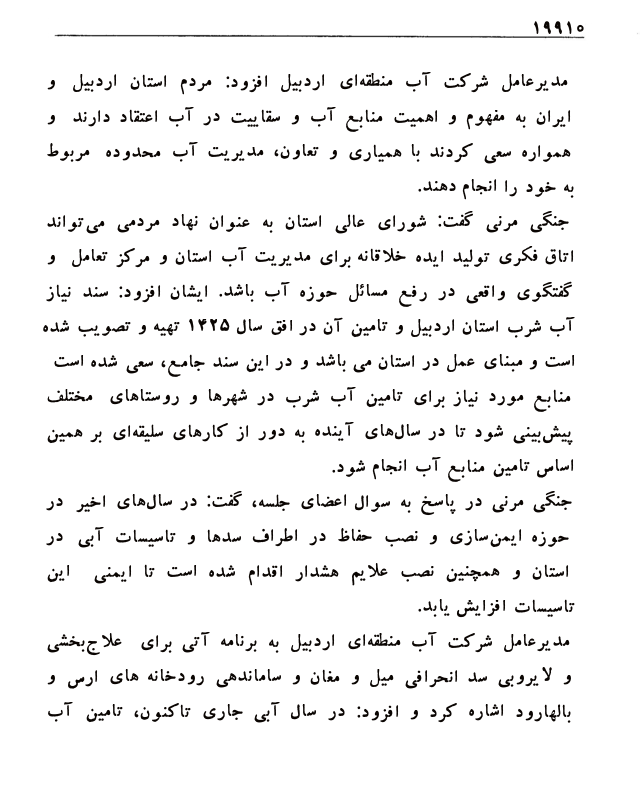 ۱۹۹۱۰
مدیرعامل شرکت آب منطقه‌ای اردبیل افزود: مردم استان اردبیل و
ایران به مفهوم و اهمیت منابع آب و سقاییت در آب اعتقاد دارند و
همواره سعی کردند با همیاری و تعاون، مدیریت آب محدوده مربوط
به خود را انجام دهند.
جنگی مرنی گفت: شورای عالی استان به عنوان نهاد مردمی می‌تواند
اتاق فکری تولید ایده خلاقانه برای مدیریت آب استان و مرکز تعامل و
گفتگوی واقعی در رفع مسائل حوزه آب باشد. ایشان افزود: سند نیاز
آب شرب استان اردبیل و تامین آن در افق سال ۱۴۲۵ تهیه و تصویب شده
است و مبنای عمل در استان می باشد و در این سند جامع، سعی شده است
منابع مورد نیاز برای تامین آب شرب در شهرها و روستاهای مختلف
پیش‌بینی شود تا در سال‌های آینده به دور از کارهای سلیقه‌ای بر همین
اساس تامین منابع آب انجام شود.
جنگی مرنی در پاسخ به سوال اعضای جلسه، گفت: در سال‌های اخیر در
حوزه ایمن‌سازی و نصب حفاظ در اطراف سدها و تاسیسات آبی در
استان و همچنین نصب علایم هشدار اقدام شده است تا ایمنی این
تاسیسات افزایش یابد.
مدیرعامل شرکت آب منطقه‌ای اردبیل به برنامه آتی برای علاج‌بخشی
و لایروبی سد انحرافی میل و مغان و ساماندهی رودخانه های ارس و
بالهارود اشاره کرد و افزود: در سال آبی جاری تاکنون، تامین آب